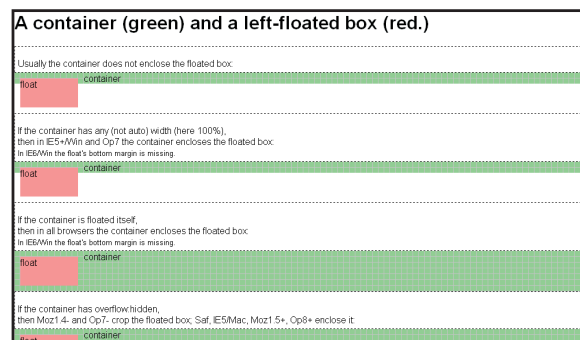 A container (green) and a left-floated box (red.)
Usually the container does not enclose the floated box:
container
float
If the container has any (not auto) width (here 100%),
then in IE5+/Win and Op7 the container encloses the floated box:
In IE6/Win the float's bottom margin is missing.
container
float
If the container is floated itself,
then in all browsers the container encloses the floated box:
In IE6/Win the float's bottom margin is missing.
container
float
If the container has overflow:hidden,
then Moz1.4- and Op7- crop the floated box; Saf, IE5/Mac, Moz1.5+, Op8+ enclose it:
container
float